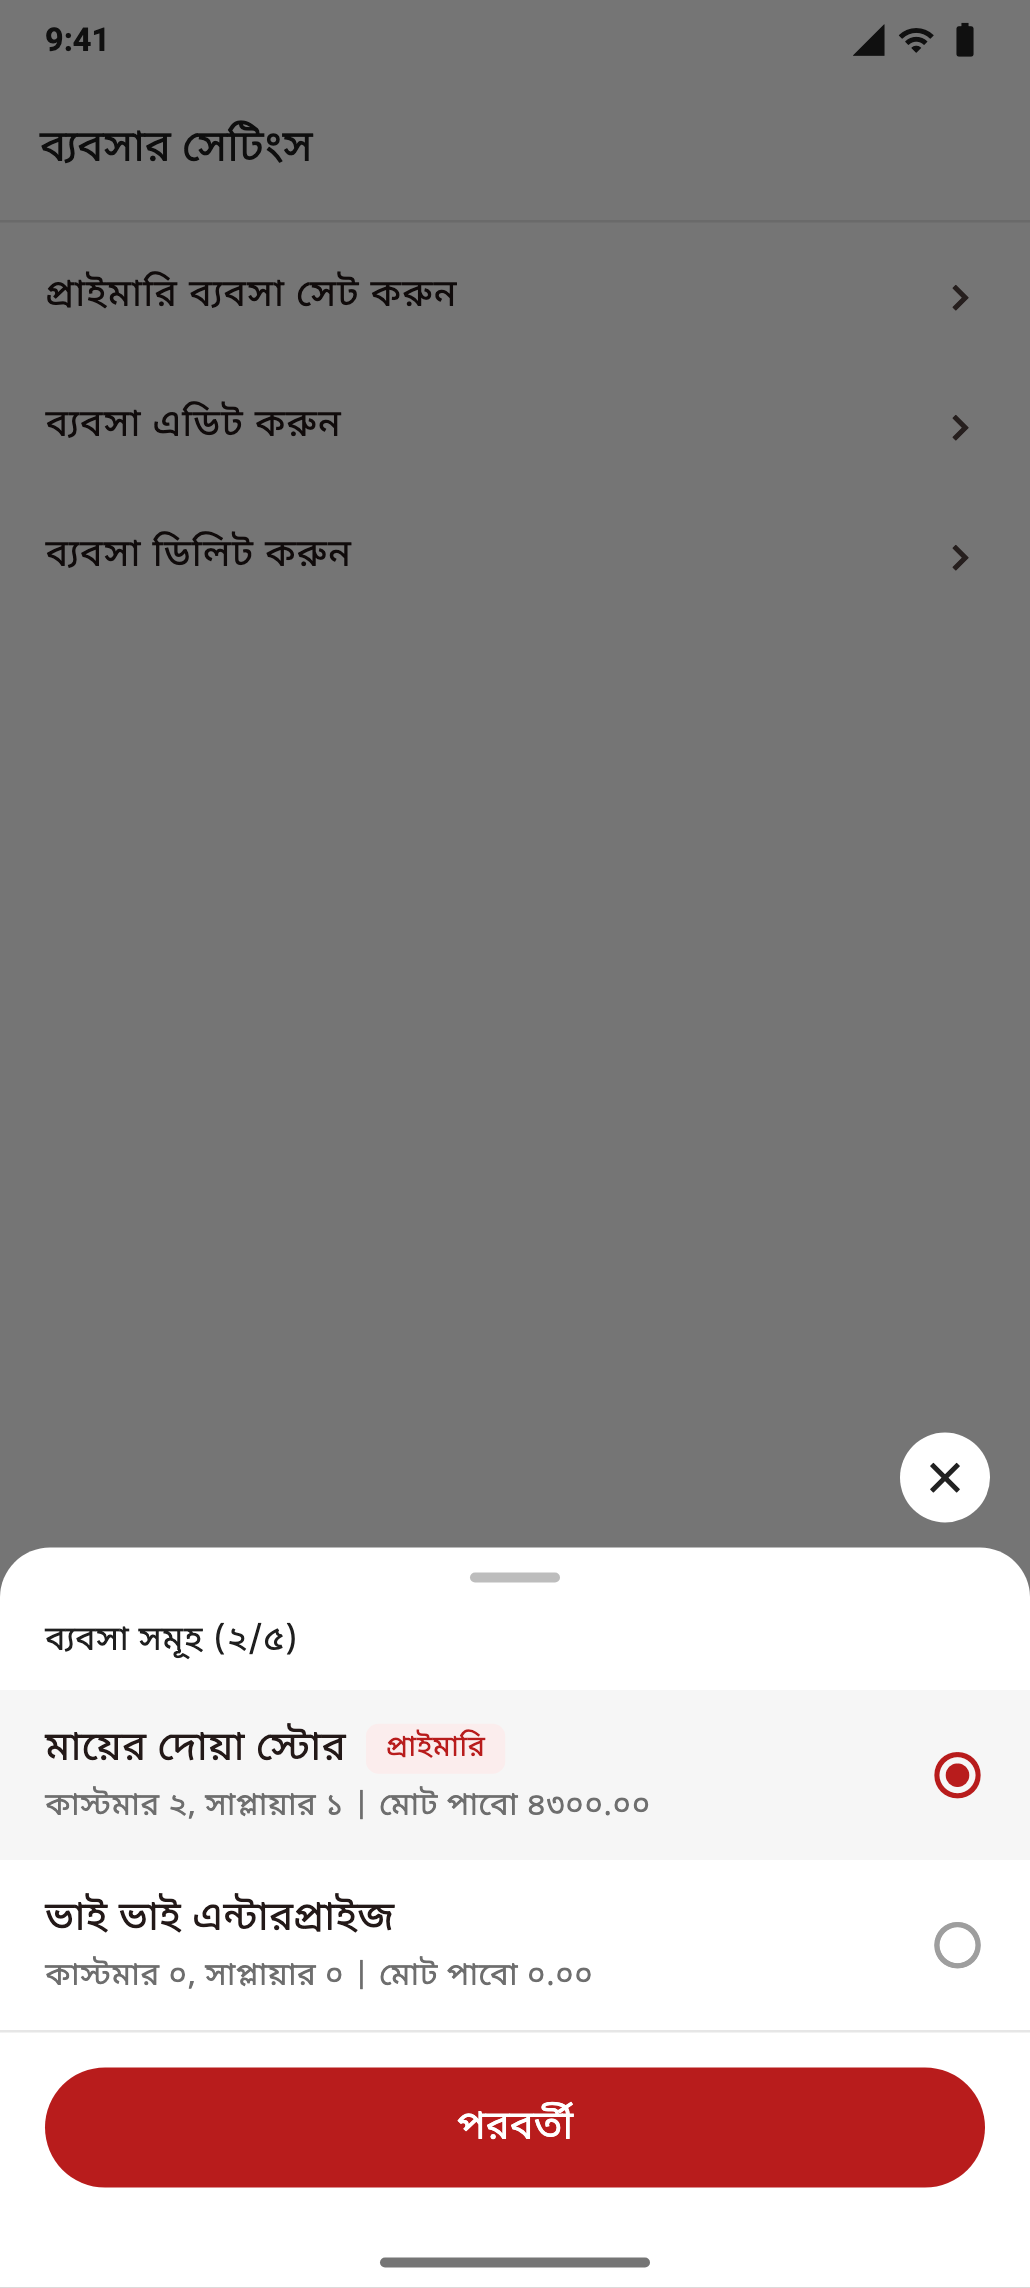 9:41
ব্যবসার সেটিংস
প্রাইমারি ব্যবসা সেট করুন
ব্যবসা এডিট করুন
ব্যবসা ডিলিট করুন
ব্যবসা সমূহ (২/৫)
মায়ের দোয়া স্টোর প্রাইমারি
কাস্টমার ২, সাপ্লায়ার ১ | মোট পাবো ৪৩০০.০০
ভাই ভাই এন্টারপ্রাইজ
কাস্টমার ০, সাপ্লায়ার ০ | মোট পাবো ০.০০
পরবর্তী